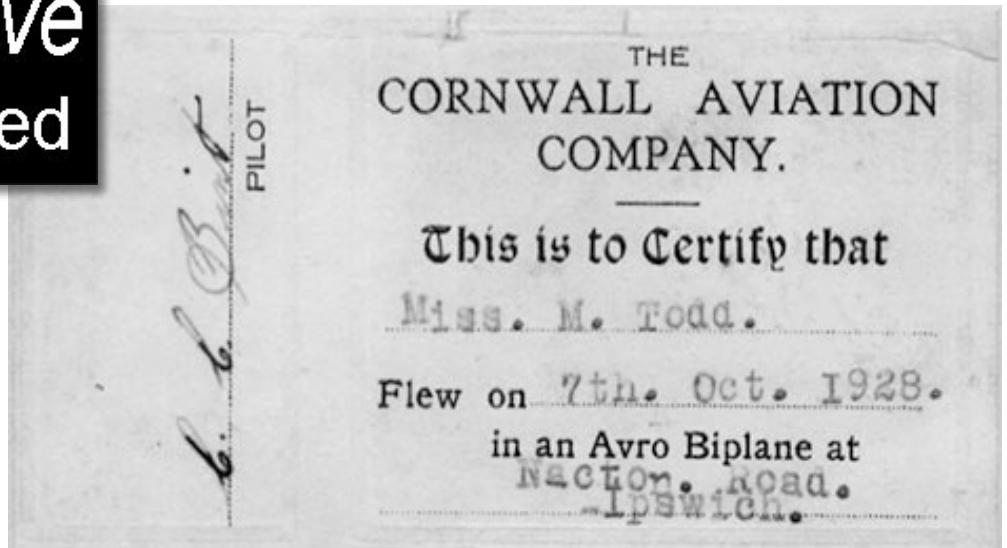 ve
ed
THE
CORNWALL AVIATION
COMPANY.
This is to Certify that
Miss. M. Todd.
Flew on 7th. Oct. 1928.
in an Avro Biplane at
Nacton. Road.
Ipswich.
PILOT